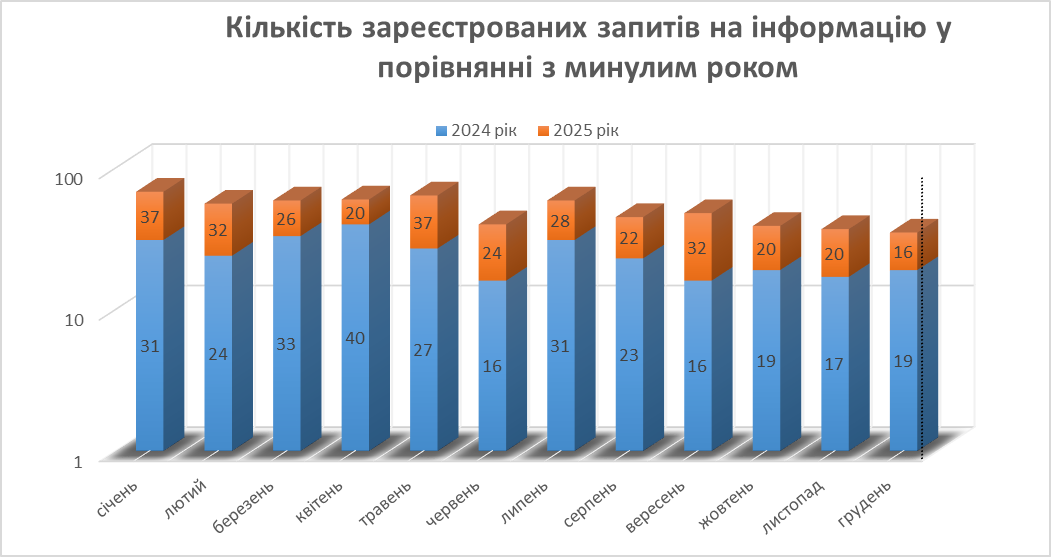 Кількість зареєстрованих запитів на інформацію у
порівнянні з минулим роком
2024 рік 2025 рік
100
10
1
37 32 26 20 37 24 28 22 32 20 20 16
31 24 33 40 27 16 31 23 16 19 17 19
січень лютий березень квітень травень червень липень серпень вересень жовтень листопад грудень